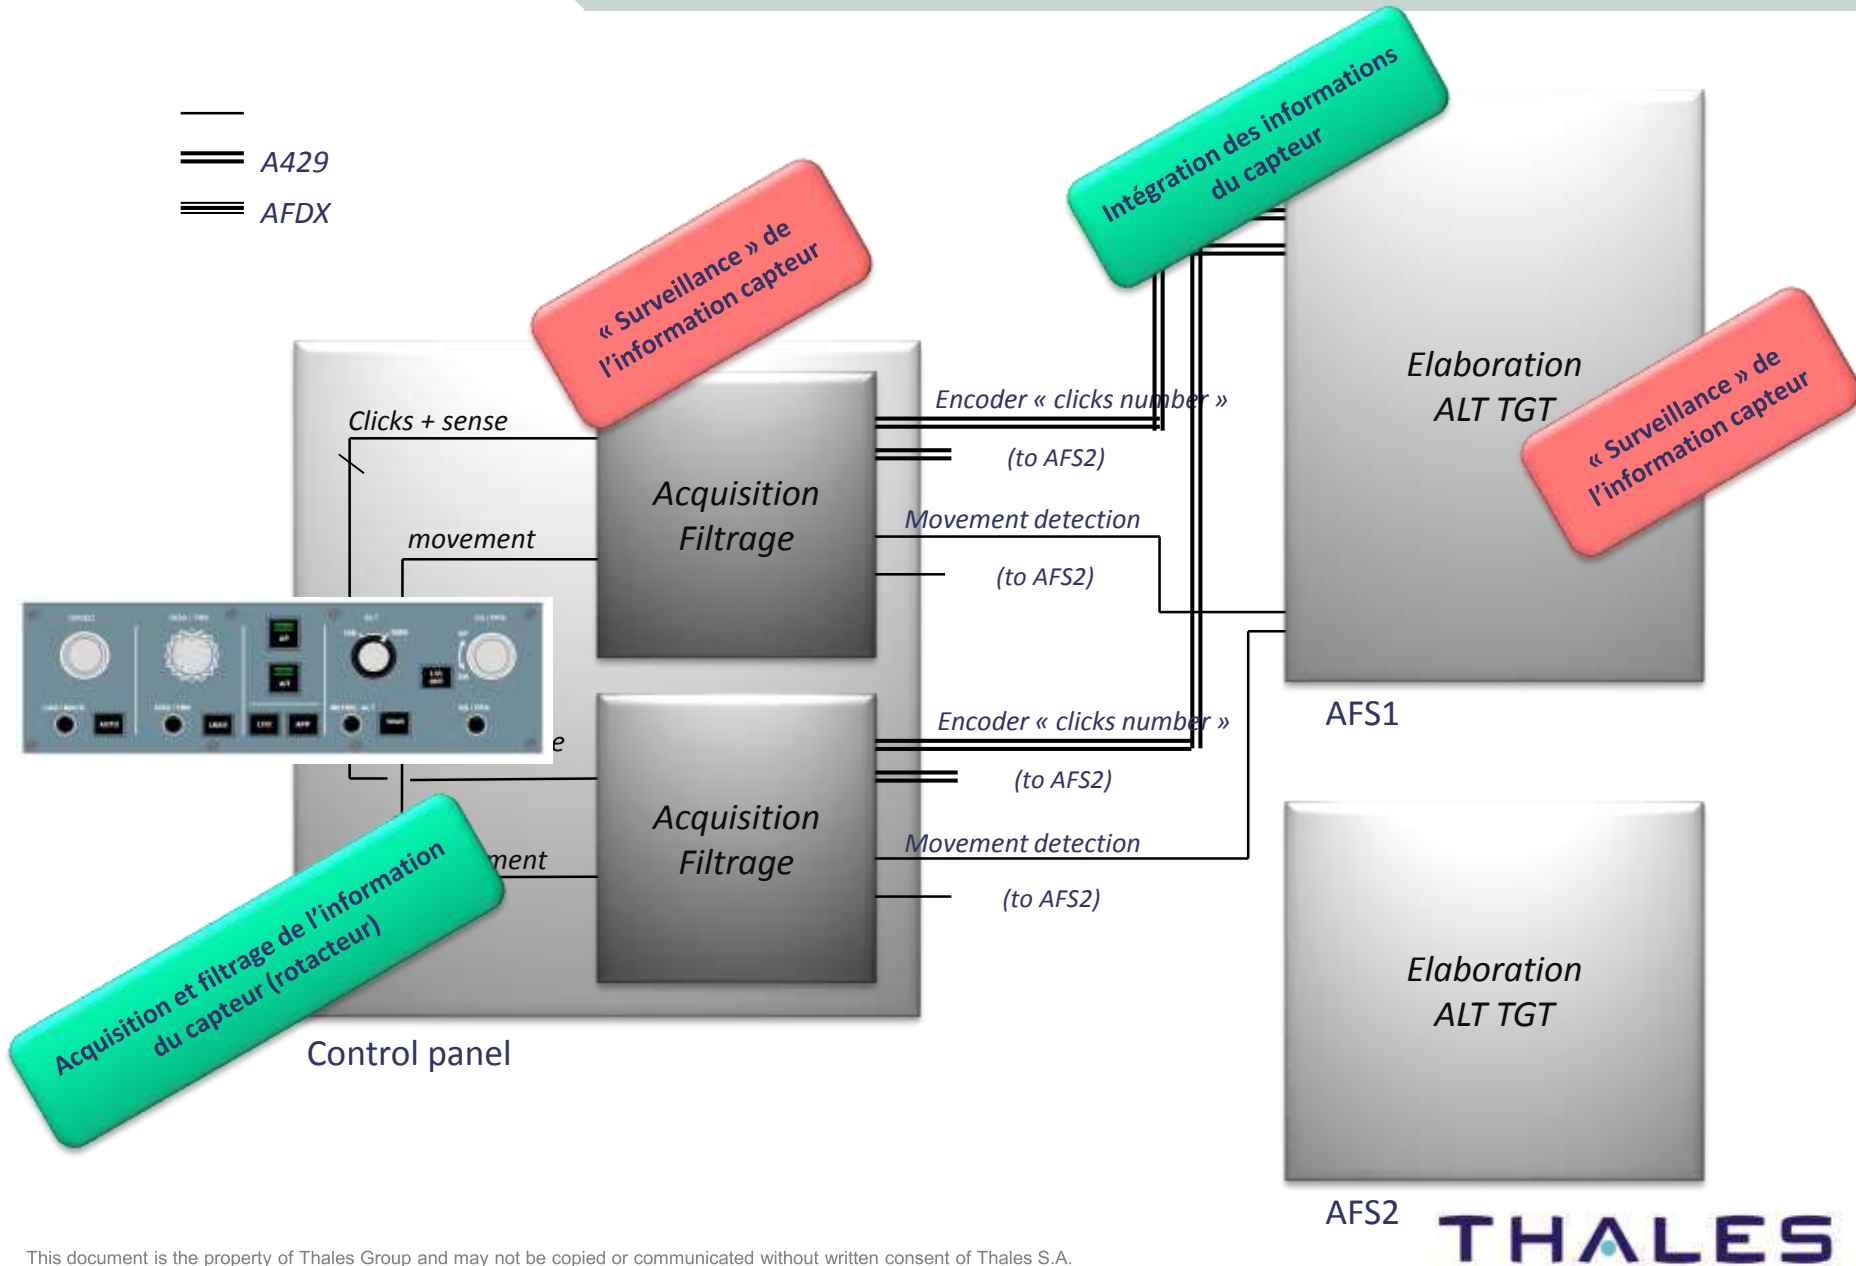 A429
AFDX
Intégration des informations
du capteur
« Surveillance » de
l’information capteur
Elaboration
ALT TGT
« Surveillance » de
l’information capteur
Clicks + sense
movement
Acquisition
Filtrage
Encoder « clicks number »
(to AFS2)
Movement detection
(to AFS2)
AFS1
ALT
AUTO
LOC
APP
e
ment
Acquisition
Filtrage
Encoder « clicks number »
(to AFS2)
Movement detection
(to AFS2)
Acquisition et filtrage de l’information
du capteur (rotacteur)
Control panel
Elaboration
ALT TGT
AFS2
THALES
This document is the property of Thales Group and may not be copied or communicated without written consent of Thales S.A.